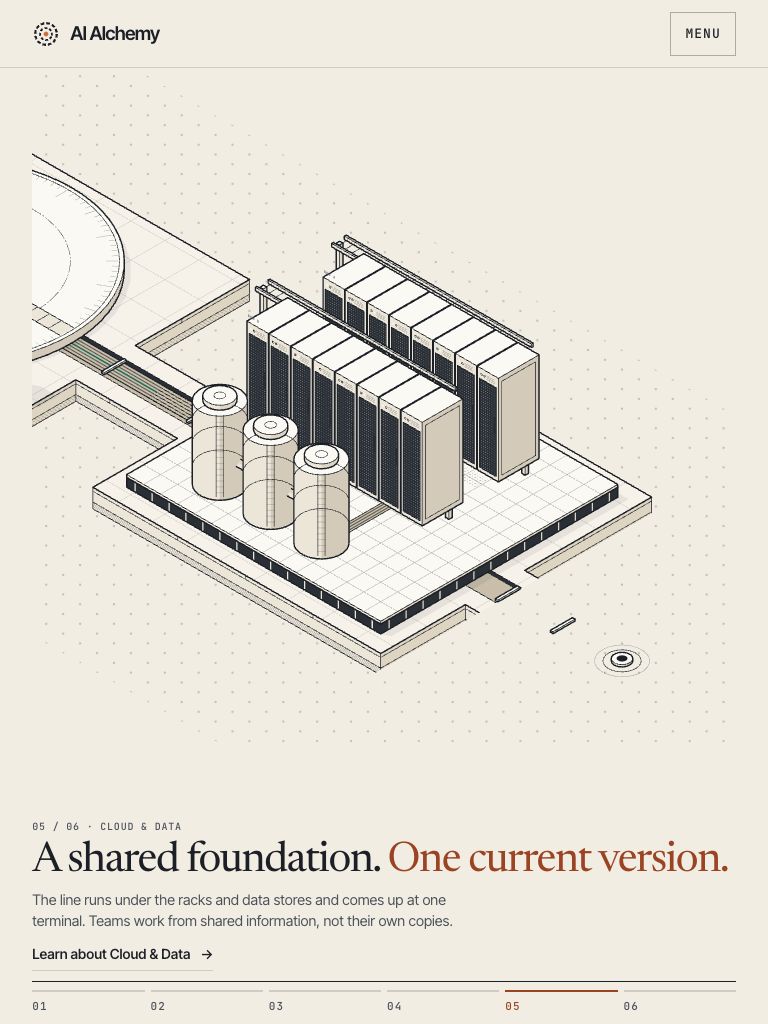 AI Alchemy
MENU
05 / 06 · CLOUD & DATA
A shared foundation. One current version.
The line runs under the racks and data stores and comes up at one
terminal. Teams work from shared information, not their own copies.
Learn about Cloud & Data →
01 02 03 04 05 06